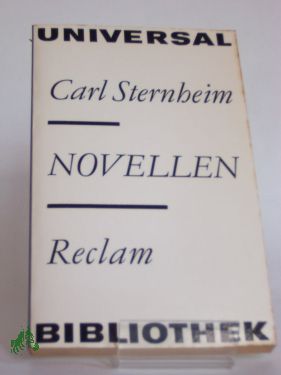 UNIVERSAL
Carl Sternheim
NOVELLEN
Reclam
BIBLIOTHEK